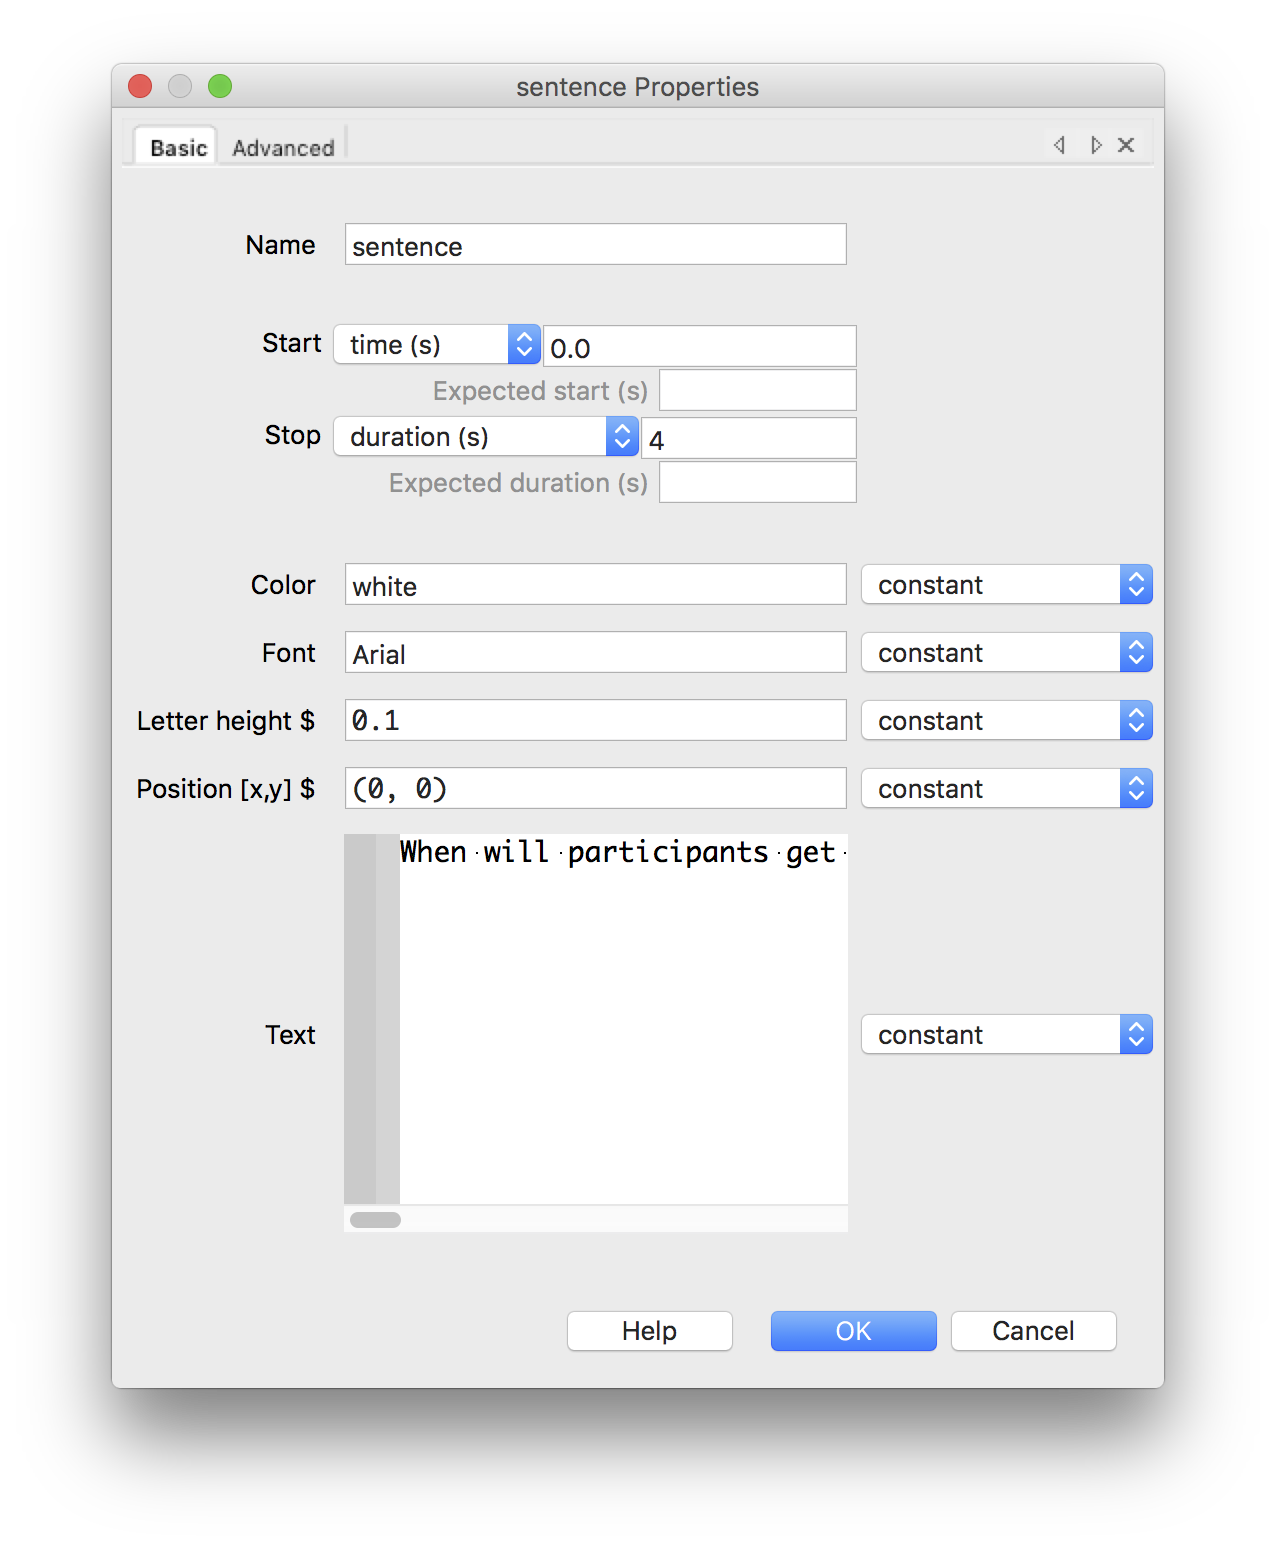 sentence Properties
Basic Advanced
Name sentence
Start time (s) 0.0
Expected start (s)
Stop duration (s) 4
Expected duration (s)
Color white constant
Font Arial constant
Letter height $ 0.1 constant
Position [x,y] $ (0, 0) constant
When will participants get
Text constant
Help OK Cancel